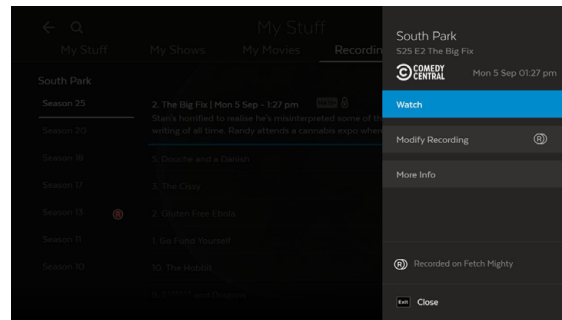 My Stuff
My Stuff
My Shows
My Movies
Recordin
South Park
Season 25
2. The Big Fix | Mon 5 Sep - 1:27 pm
Stan's horrified to realise he's misinterpreted some of th
writing of all time. Randy attends a cannabis expo when
Season 20
Season 18
5. Douche and a Danish
Season 17
3. The Cissy
Season 13
2. Gluten Free Ebola
Season 11
1. Go Fund Yourself
Season 10
10. The Hobbit
South Park
S25 E2 The Big Fix
COMEDY
CENTRAL
Mon 5 Sep 01:27 pm
Watch
Modify Recording
R
More Info
R Recorded on Fetch Mighty
Exit Close